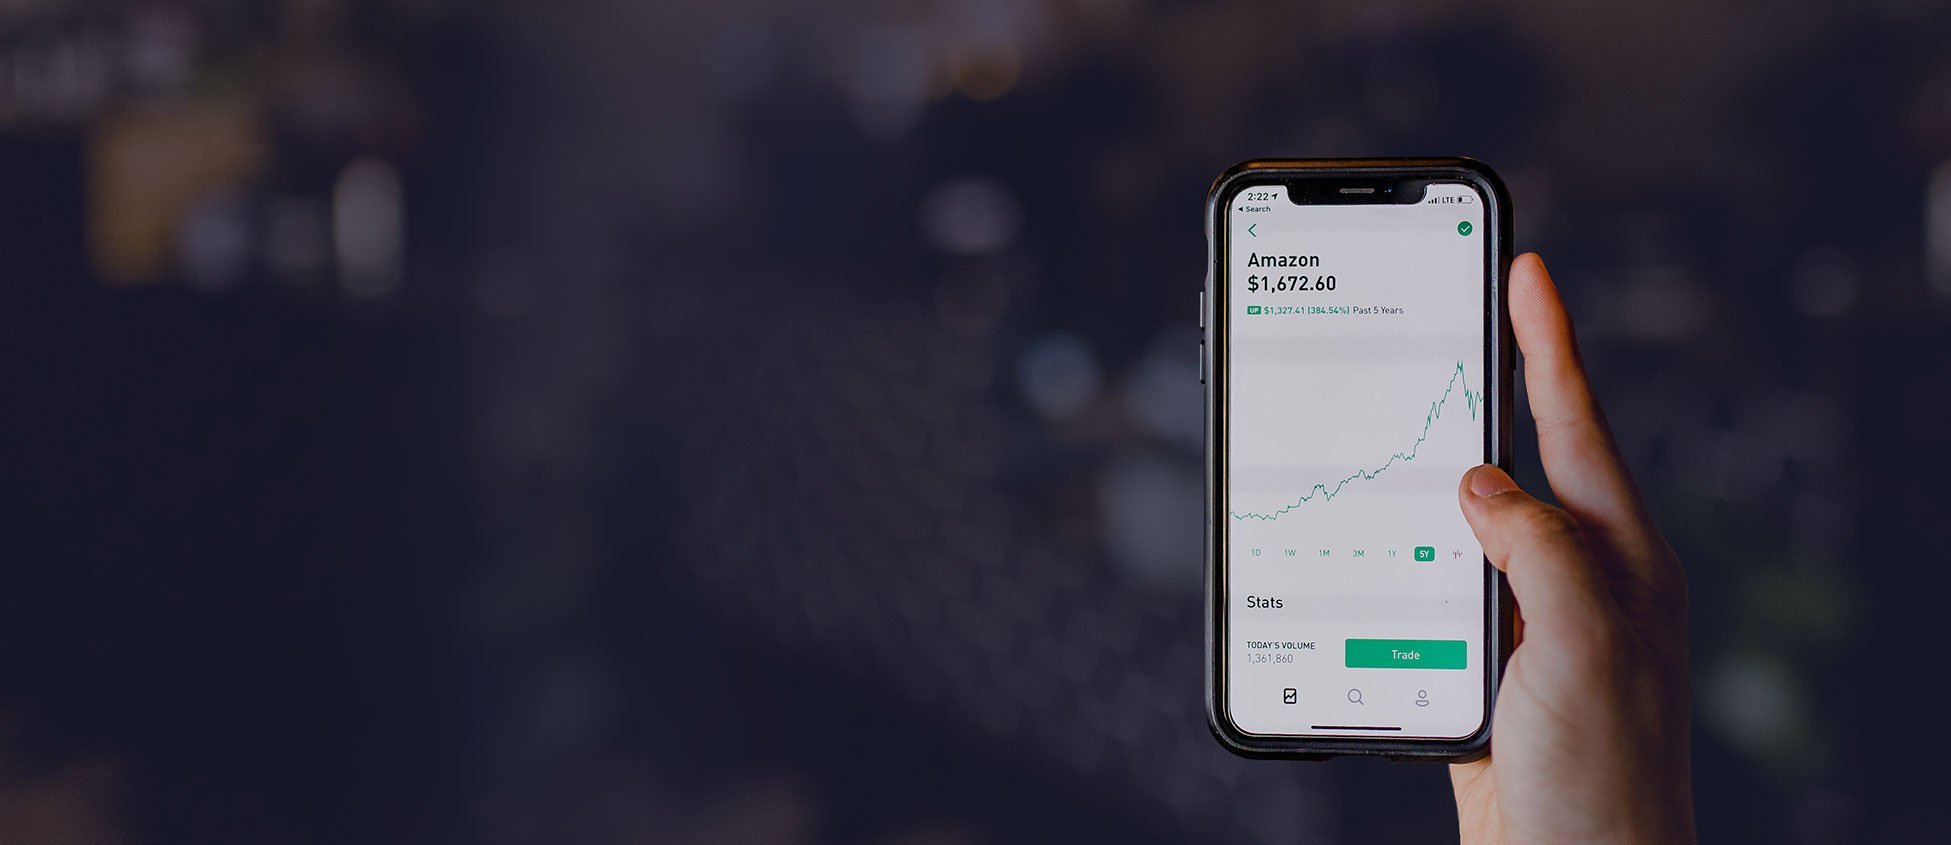 2:22
LTE
Search
Amazon
$1,672.60
UP $1,327.41 (384.54%) Past 5 Years
1D 1W 1M 3M 1Y 5Y
Stats
TODAY'S VOLUME
1,361,860
Trade